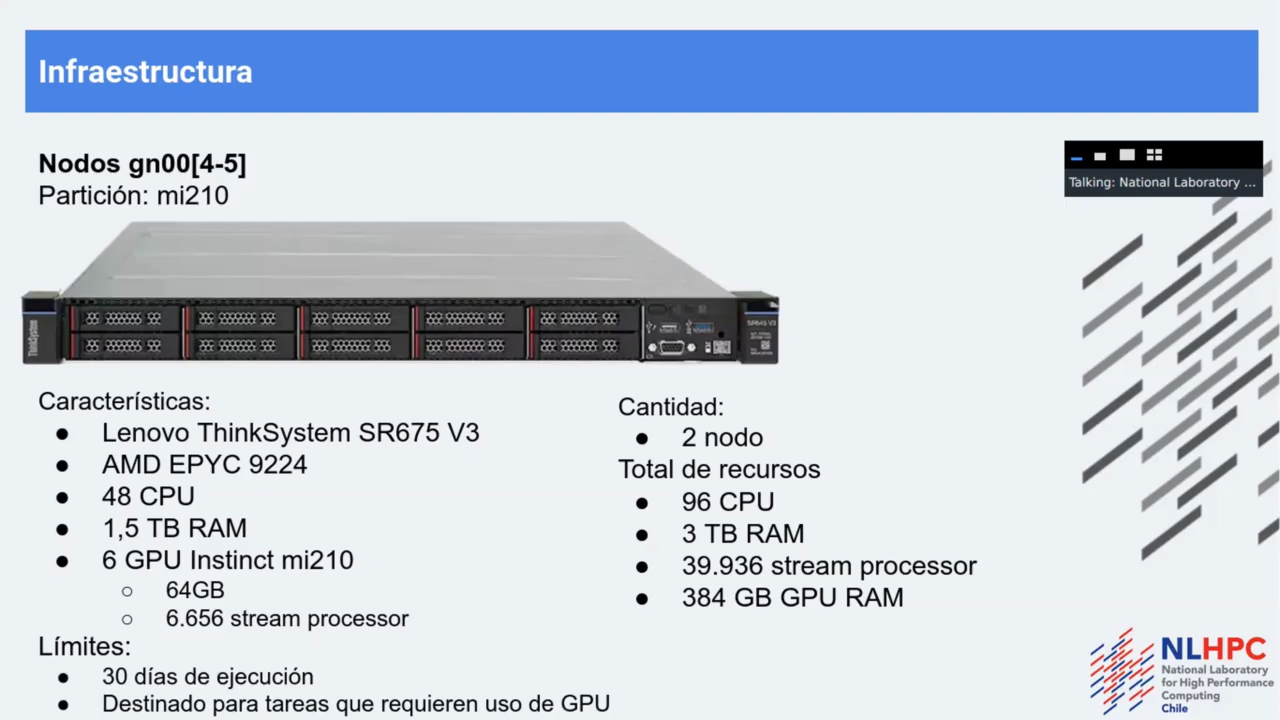 Infraestructura
Nodos gn00[4-5]
Partición: mi210
Talking: National Laboratory ...
ThinkSystem
SR645 V3
Características:
● Lenovo ThinkSystem SR675 V3
● AMD EPYC 9224
● 48 CPU
● 1,5 TB RAM
● 6 GPU Instinct mi210
○ 64GB
○ 6.656 stream processor
Límites:
● 30 días de ejecución
● Destinado para tareas que requieren uso de GPU
Cantidad:
● 2 nodo
Total de recursos
● 96 CPU
● 3 TB RAM
● 39.936 stream processor
● 384 GB GPU RAM
NLHPC
National Laboratory
for High Performance
Computing
Chile